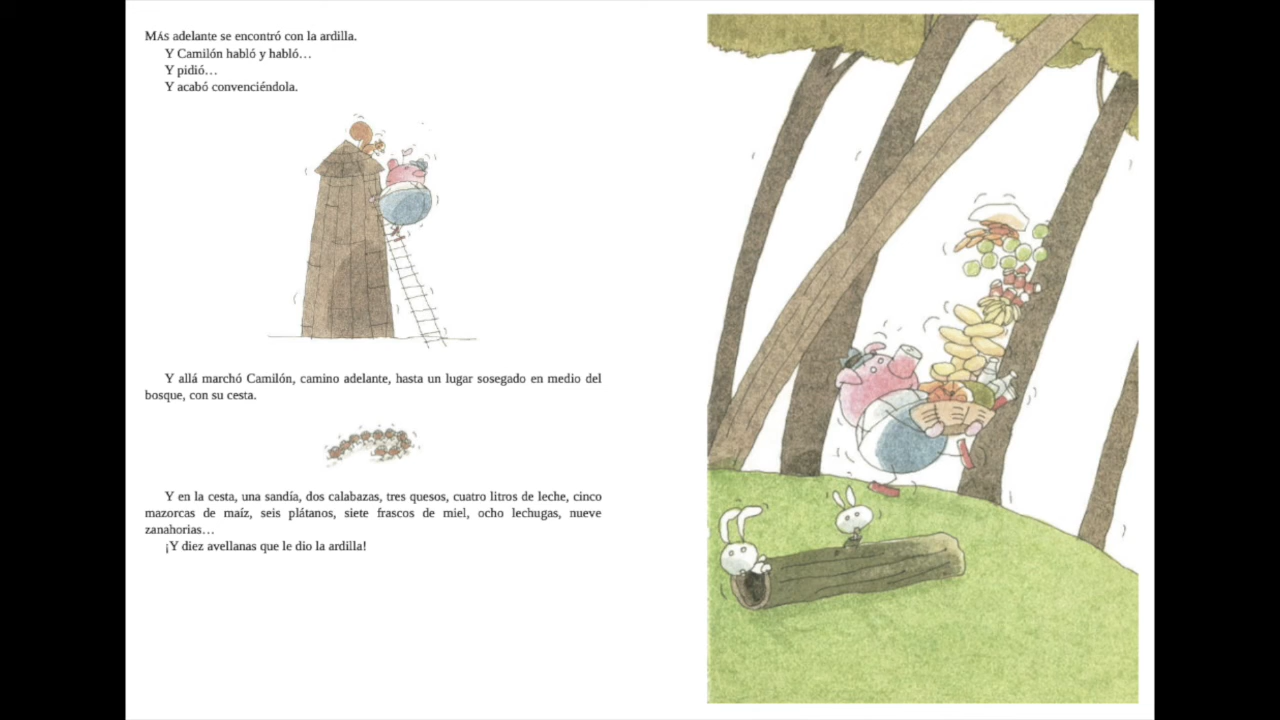 MÁS adelante se encontró con la ardilla.
Y Camilón habló y habló…
Y pidió…
Y acabó convenciéndola.
Y allá marchó Camilón, camino adelante, hasta un lugar sosegado en medio del
bosque, con su cesta.
Y en la cesta, una sandía, dos calabazas, tres quesos, cuatro litros de leche, cinco
mazorcas de maíz, seis plátanos, siete frascos de miel, ocho lechugas, nueve
zanahorias…
¡Y diez avellanas que le dio la ardilla!